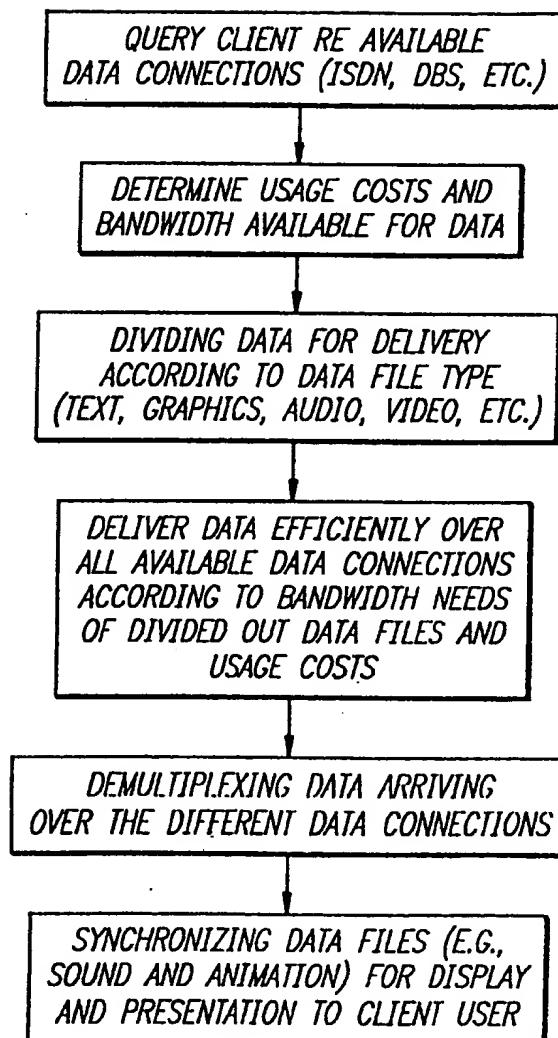 QUERY CLIENT RE AVAILABLE
DATA CONNECTIONS (ISDN, DBS, ETC.)
DETERMINE USAGE COSTS AND
BANDWIDTH AVAILABLE FOR DATA
DIVIDING DATA FOR DELIVERY
ACCORDING TO DATA FILE TYPE
(TEXT, GRAPHICS, AUDIO, VIDEO, ETC.)
DELIVER DATA EFFICIENTLY OVER
ALL AVAILABLE DATA CONNECTIONS
ACCORDING TO BANDWIDTH NEEDS
OF DIVIDED OUT DATA FILES AND
USAGE COSTS
DEMULTIPLEXING DATA ARRIVING
OVER THE DIFFERENT DATA CONNECTIONS
SYNCHRONIZING DATA FILES (E.G.,
SOUND AND ANIMATION) FOR DISPLAY
AND PRESENTATION TO CLIENT USER